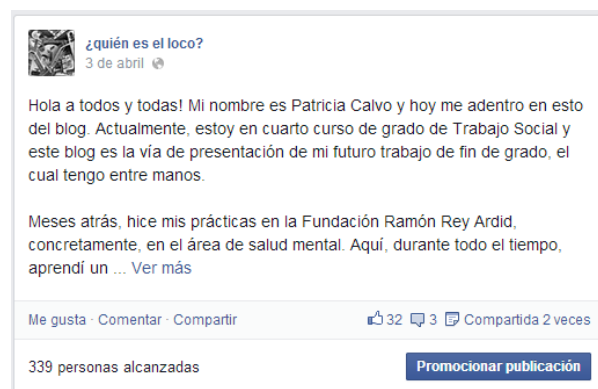 ¿quién es el loco?
3 de abril
Hola a todos y todas! Mi nombre es Patricia Calvo y hoy me adentro en esto
del blog. Actualmente, estoy en cuarto curso de grado de Trabajo Social y
este blog es la vía de presentación de mi futuro trabajo de fin de grado, el
cual tengo entre manos.
Meses atrás, hice mis prácticas en la Fundación Ramón Rey Ardid,
concretamente, en el área de salud mental. Aquí, durante todo el tiempo,
aprendí un ... Ver más
Me gusta · Comentar · Compartir 32 3 Compartida 2 veces
339 personas alcanzadas Promocionar publicación